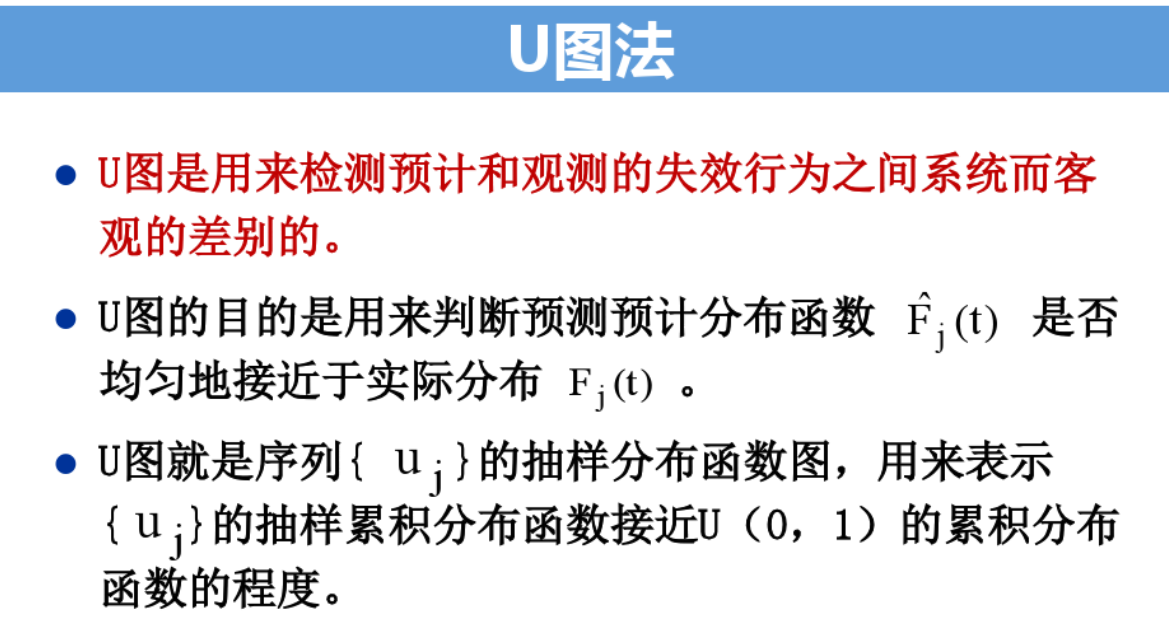 U图法
● U图是用来检测预计和观测的失效行为之间系统而客
观的差别的。
● U图的目的是用来判断预测预计分布函数 F̂ⱼ(t) 是否
均匀地接近于实际分布 Fⱼ(t) 。
● U图就是序列{ uⱼ}的抽样分布函数图，用来表示
{uⱼ}的抽样累积分布函数接近U（0，1）的累积分布
函数的程度。